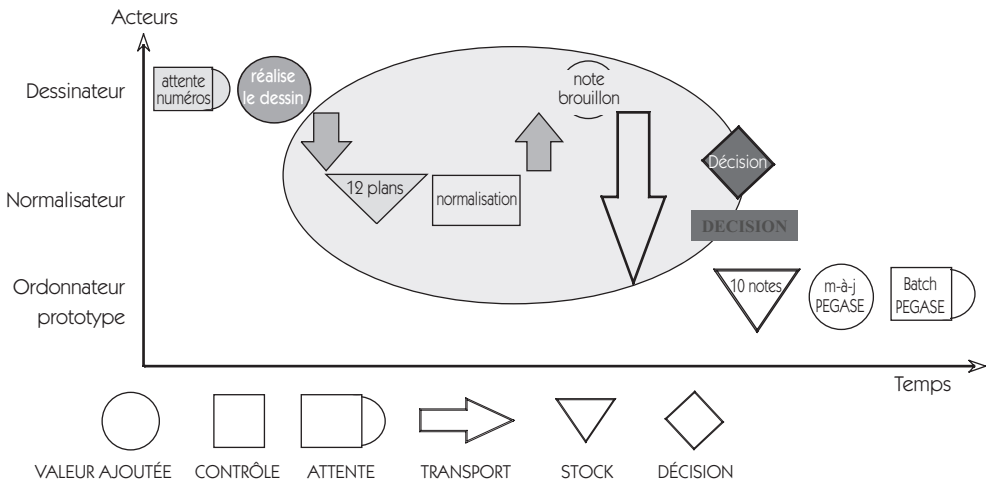 Acteurs
Dessinateur
attente
numéros
réalise
le dessin
note
brouillon
Décision
Normalisateur
12 plans
normalisation
DECISION
Ordonnateur
prototype
10 notes
m-à-j
PEGASE
Batch
PEGASE
Temps
VALEUR AJOUTÉE
CONTRÔLE
ATTENTE
TRANSPORT
STOCK
DÉCISION